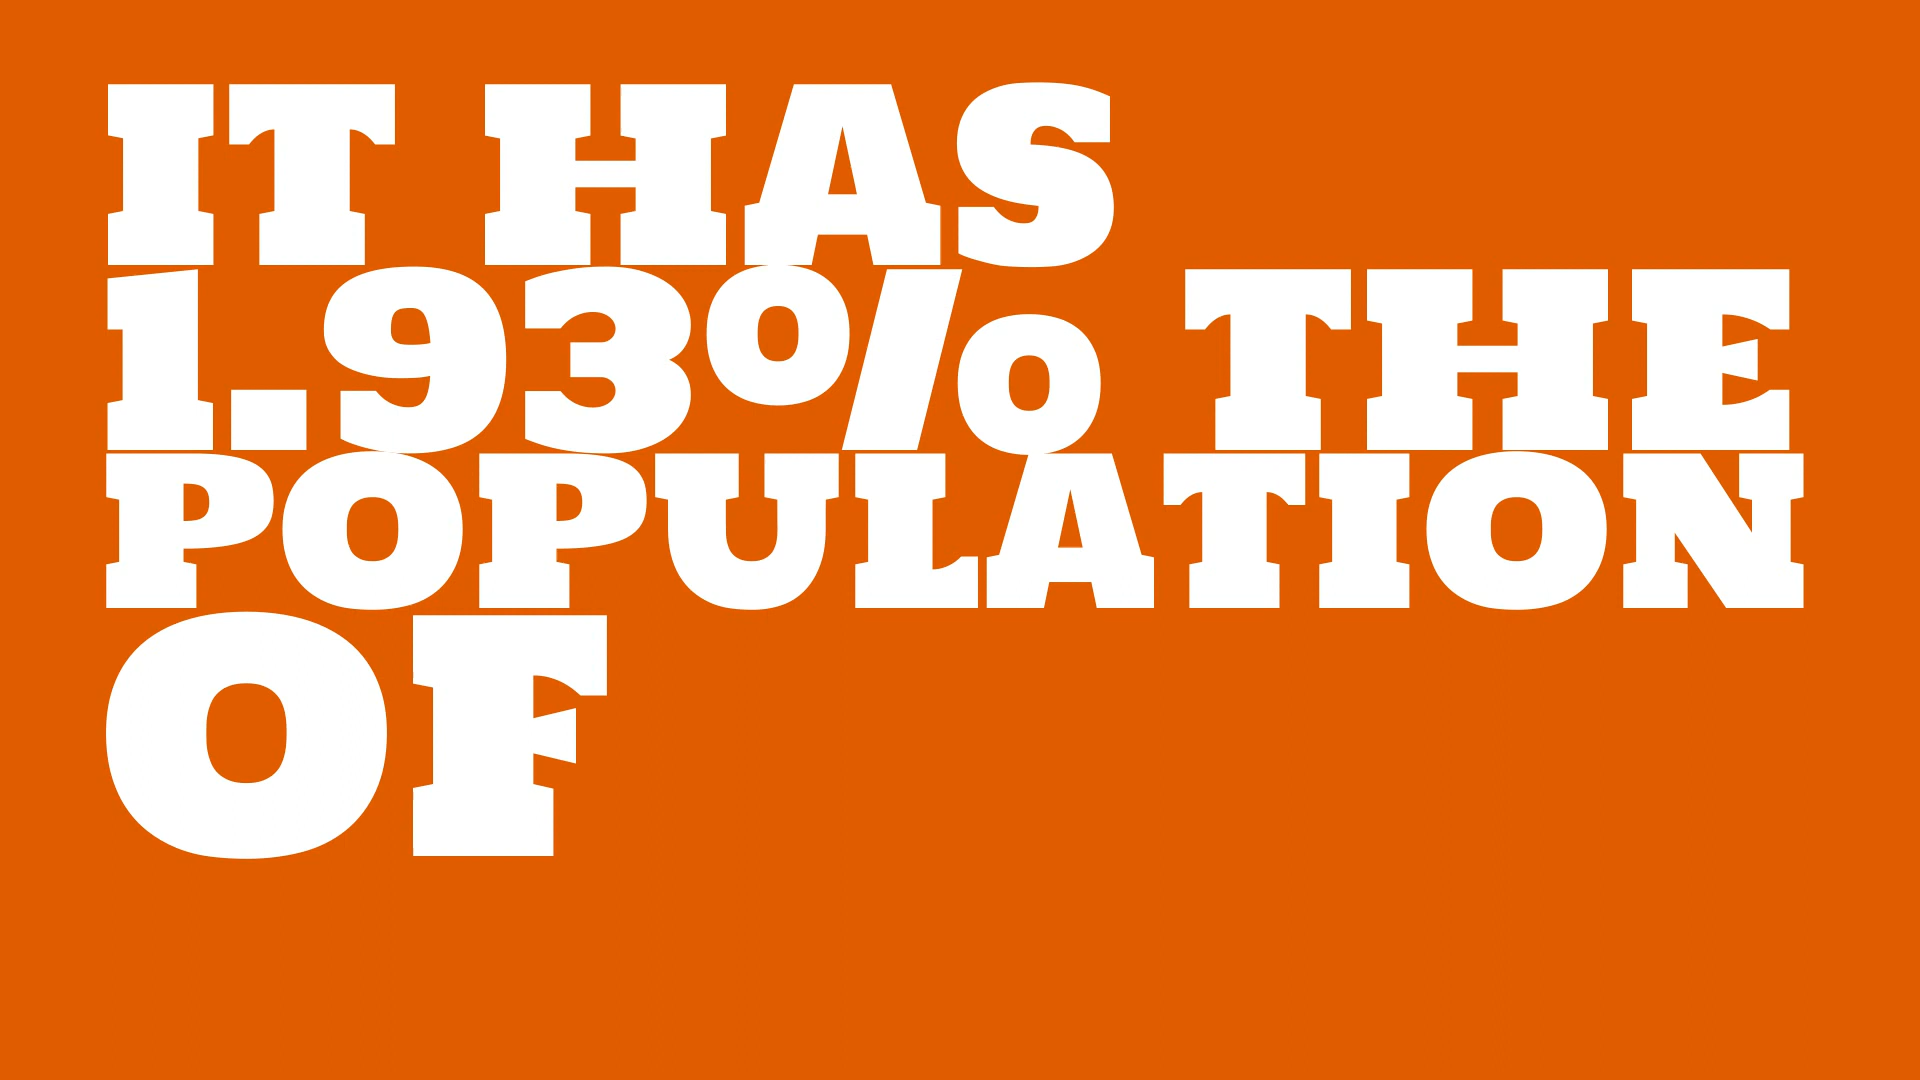 IT HAS
1.93% THE
POPULATION
OF